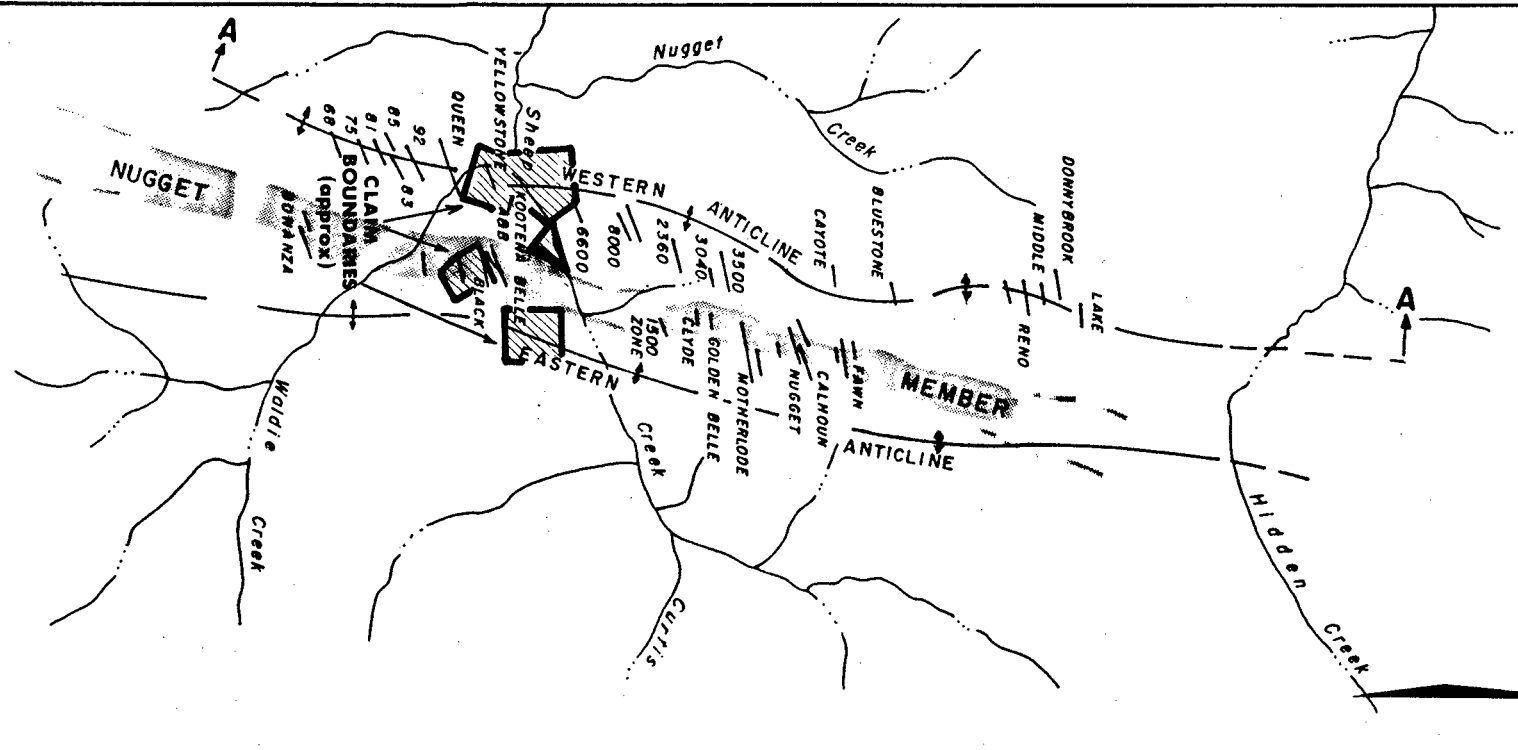 A
Nugget
Creek
YELLOWSTONE
Sheep
QUEEN
92
85
81
75
68
83
NUGGET
CLAIM
BOUNDARIES
(approx)
BONANZA
KOOTENAY BELLE
ABB
BLACK
WESTERN
ANTICLINE
6600
8000
2360
3040
3500
CAYOTE
BLUESTONE
DONNYBROOK
MIDDLE
LAKE
RENO
A
1500
ZONE
CLYDE
GOLDEN BELLE
MOTHERLODE
NUGGET
CALHOUN
FAWN
MEMBER
EASTERN
ANTICLINE
Waldie
Creek
Creek
Curtis
Hidden
Creek